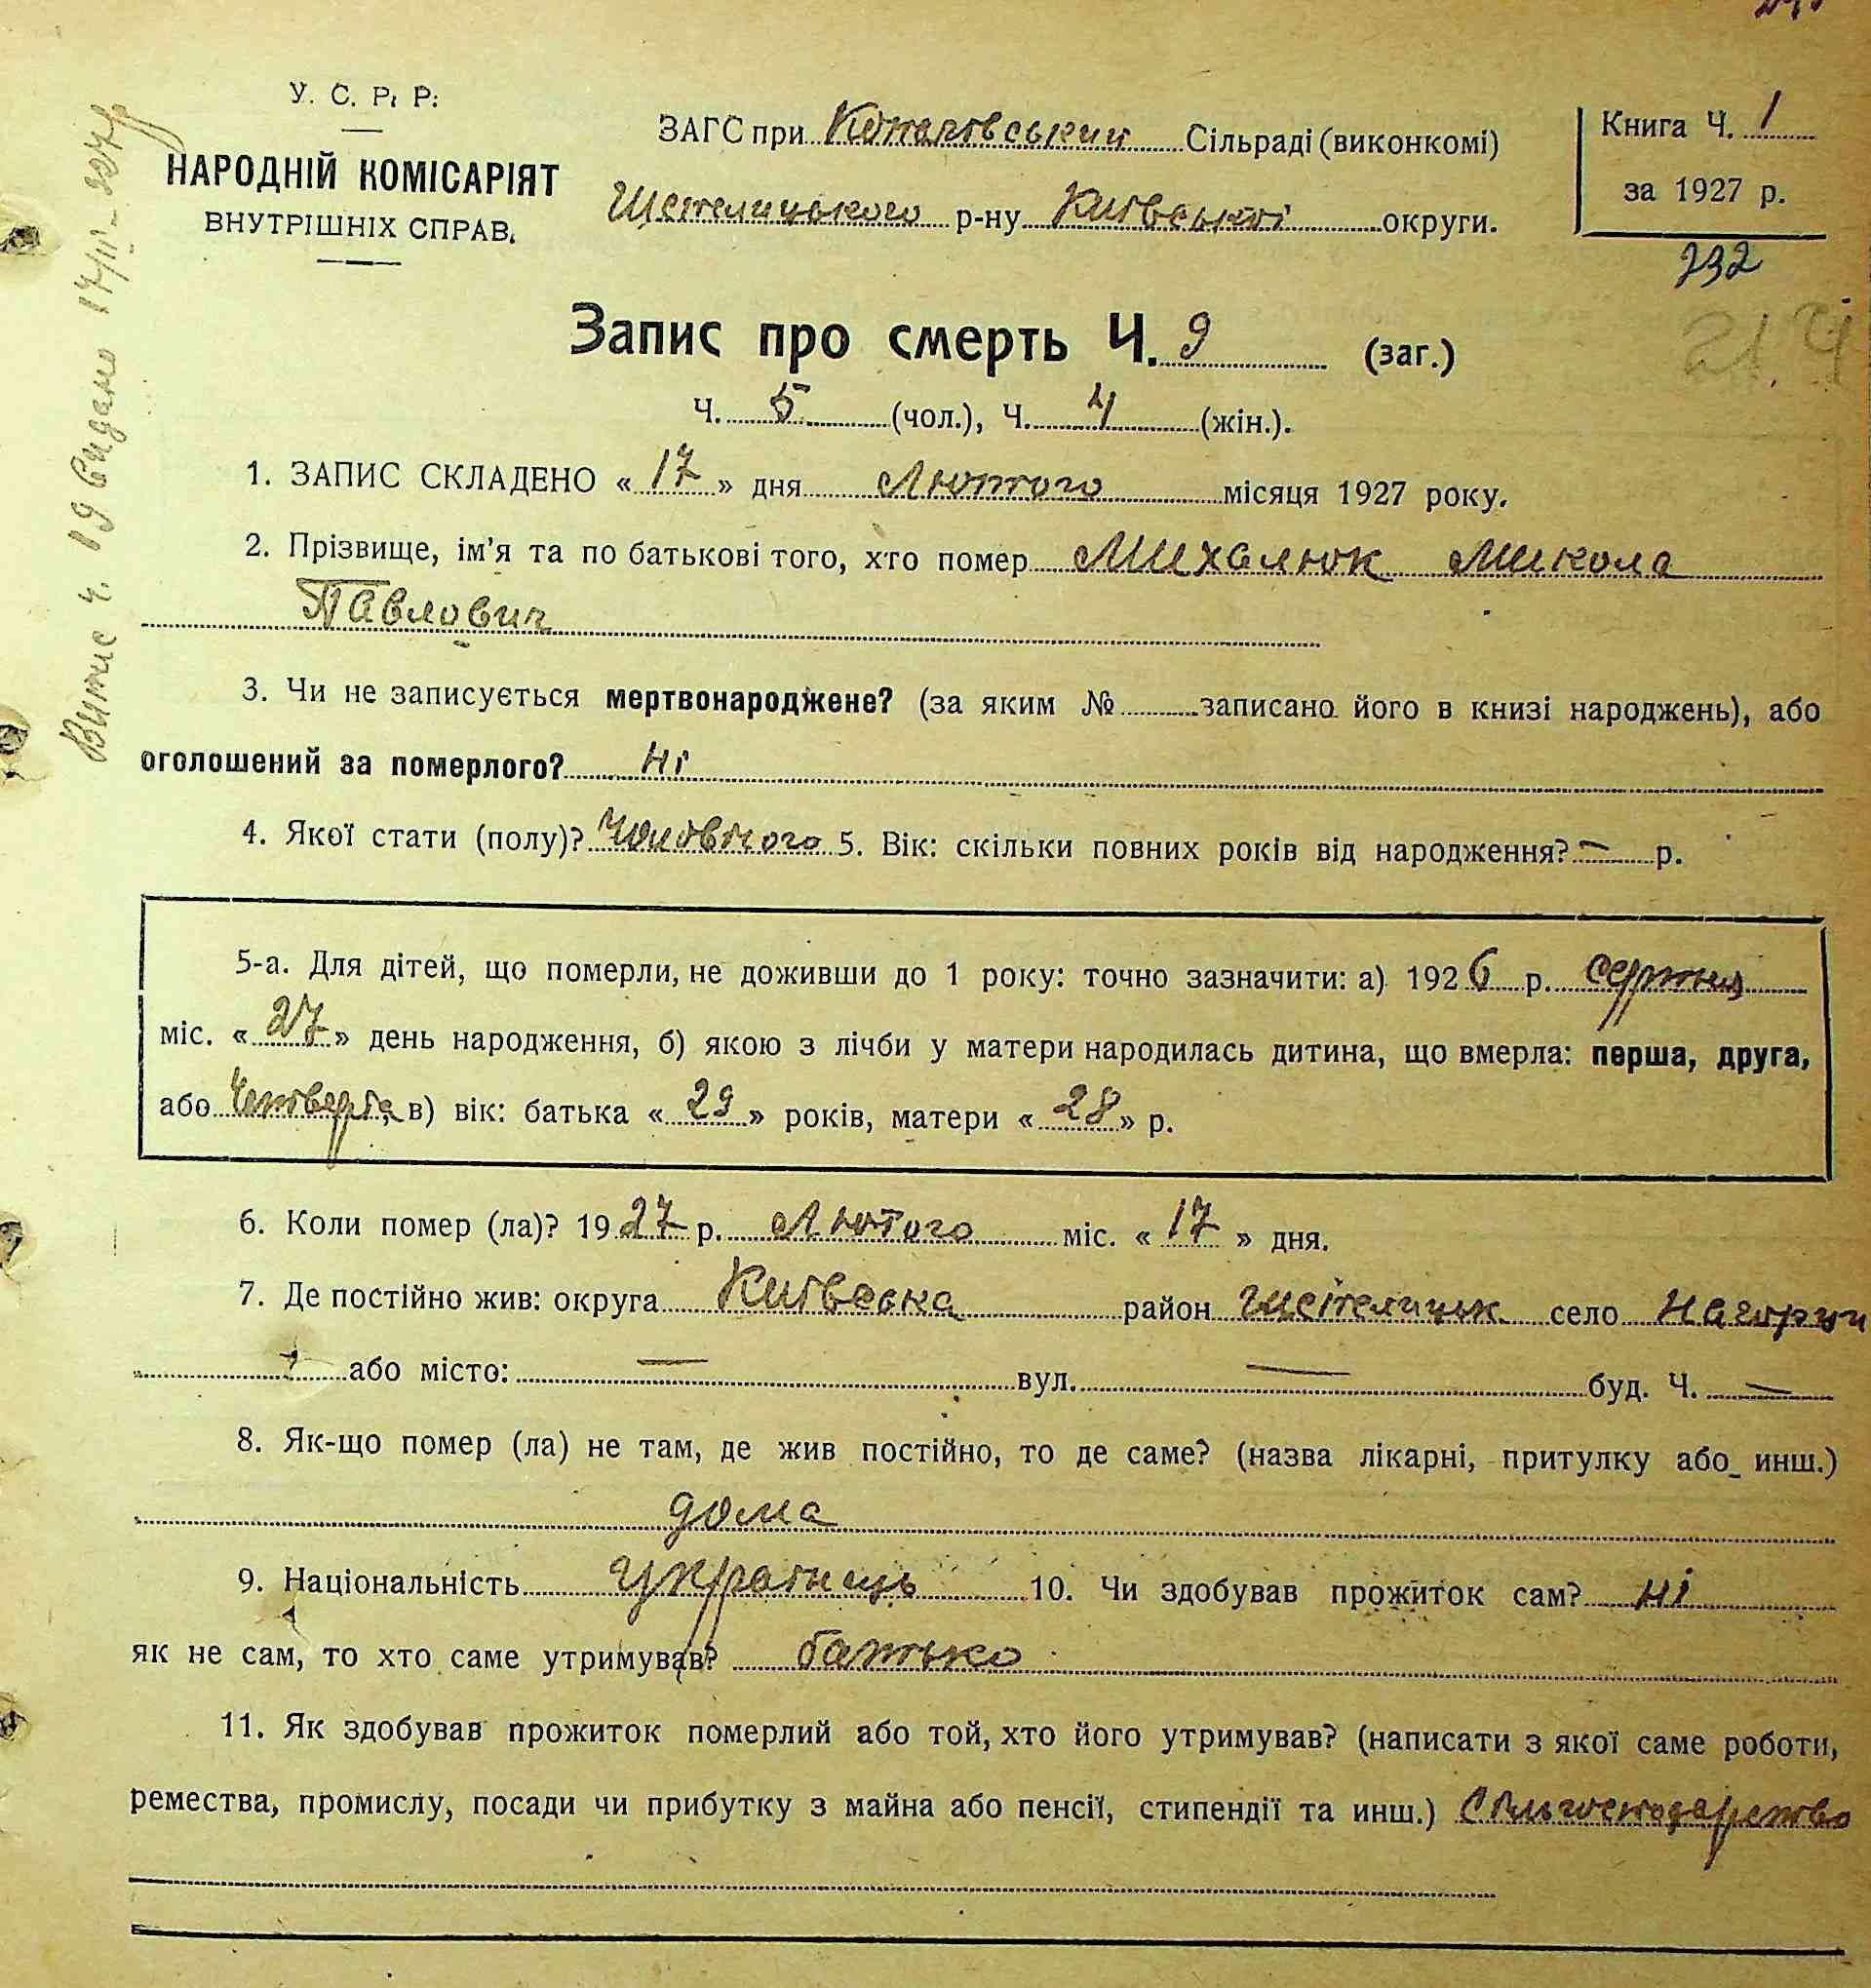 У. С. Р. Р.
НАРОДНІЙ КОМІСАРІЯТ
ВНУТРІШНІХ СПРАВ.
ЗАГС при Сільраді (виконкомі)
р-ну Київської округи.
Книга Ч. 1
за 1927 р.
232
21
Запис про смерть Ч. 9 (заг.)
Ч. 5 (чол.), Ч. 4 (жін.).
1. ЗАПИС СКЛАДЕНО « 17 » дня Лютого місяця 1927 року.
2. Прізвище, ім'я та по батькові того, хто помер Михалюк Микола
Павлович
3. Чи не записується мертвонароджене? (за яким № записано його в книзі народжень), або
оголошений за померлого? ні
4. Якої стати (полу)? 5. Вік: скільки повних років від народження? — р.
5-а. Для дітей, що померли, не доживши до 1 року: точно зазначити: а) 1926 р. серпня
міс. « 27 » день народження, б) якою з лічби у матери народилась дитина, що вмерла: перша, друга,
або четверта в) вік: батька « 29 » років, матери « 28 » р.
6. Коли помер (ла)? 1927 р. Лютого міс. « 17 » дня.
7. Де постійно жив: округа Київська район село
або місто: — вул. — буд. Ч. —
8. Як-що помер (ла) не там, де жив постійно, то де саме? (назва лікарні, притулку або инш.)
дома
9. Національність Українець 10. Чи здобував прожиток сам? ні
як не сам, то хто саме утримував? батько
11. Як здобував прожиток померлий або той, хто його утримував? (написати з якої саме роботи,
ремества, промислу, посади чи прибутку з майна або пенсії, стипендії та инш.)
Витис ч. 09 видано 17/II-